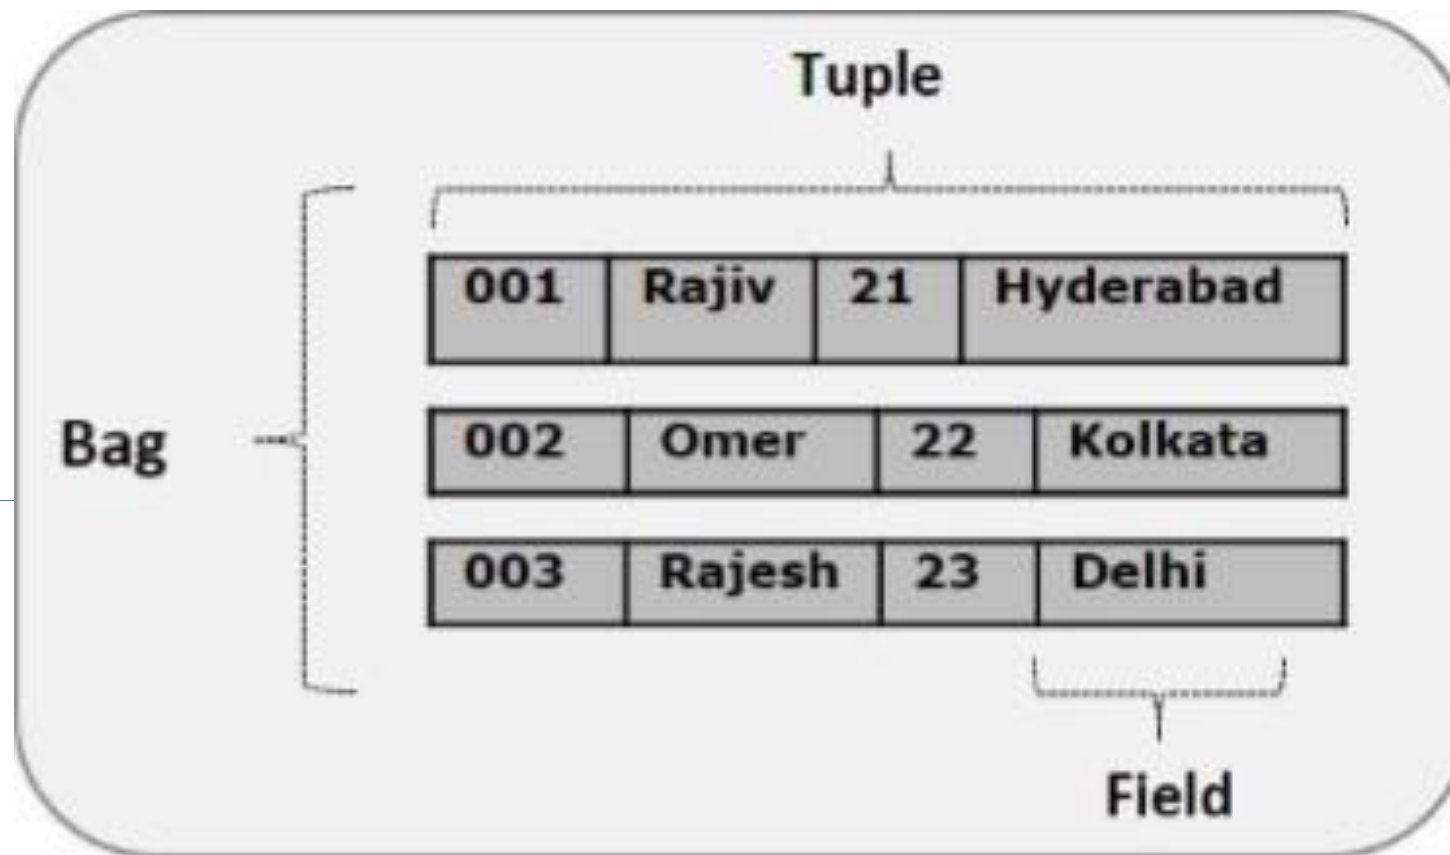 Tuple
001 Rajiv 21 Hyderabad
Bag
002 Omer 22 Kolkata
003 Rajesh 23 Delhi
Field